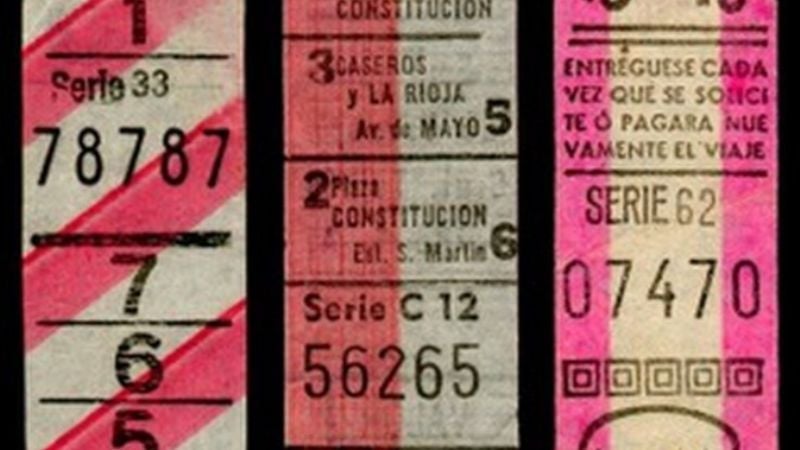 1
Serie 33
78787
7
6
5
CONSTITUCION
3 CASEROS
y LA RIOJA
Av. de MAYO 5
2 Plaza
CONSTITUCION
Est. S. Martin 6
Serie C 12
56265
ENTRÉGUESE CADA
VEZ QUE SE SOLICI
TE Ó PAGARA NUE
VAMENTE EL VIAJE
SERIE 62
07470